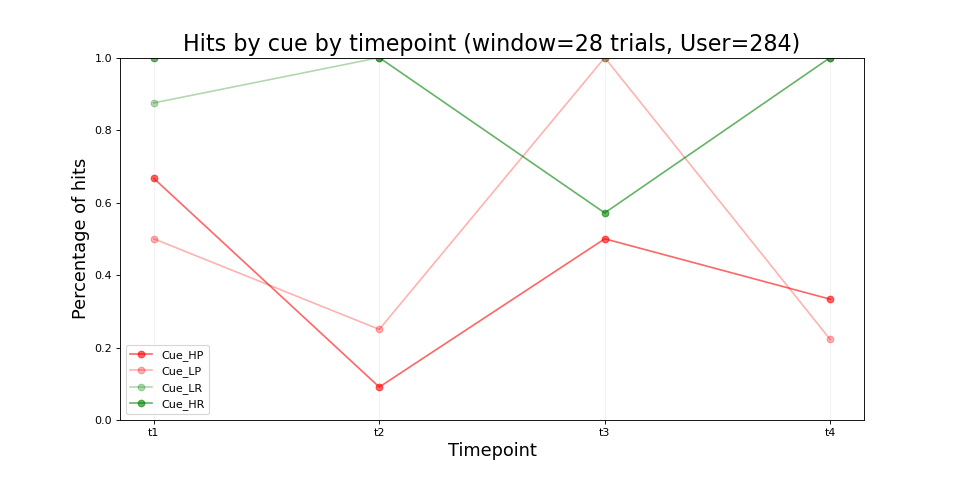 Hits by cue by timepoint (window=28 trials, User=284)
Percentage of hits
1.0
0.8
0.6
0.4
0.2
0.0
Cue_HP
Cue_LP
Cue_LR
Cue_HR
t1 t2 t3 t4
Timepoint